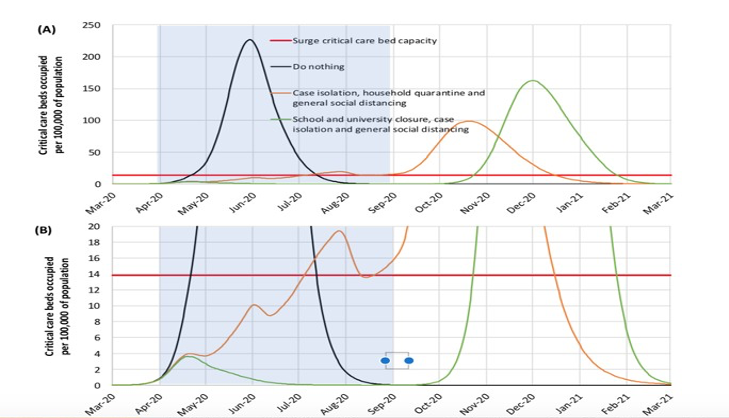 (A)
Critical care beds occupied
per 100,000 of population
250
200
150
100
50
0
Surge critical care bed capacity
Do nothing
Case isolation, household quarantine and
general social distancing
School and university closure, case
isolation and general social distancing
Mar-20 Apr-20 May-20 Jun-20 Jul-20 Aug-20 Sep-20 Oct-20 Nov-20 Dec-20 Jan-21 Feb-21 Mar-21
(B)
Critical care beds occupied
per 100,000 of population
20
18
16
14
12
10
8
6
4
2
0
Mar-20 Apr-20 May-20 Jun-20 Jul-20 Aug-20 Sep-20 Oct-20 Nov-20 Dec-20 Jan-21 Feb-21 Mar-21